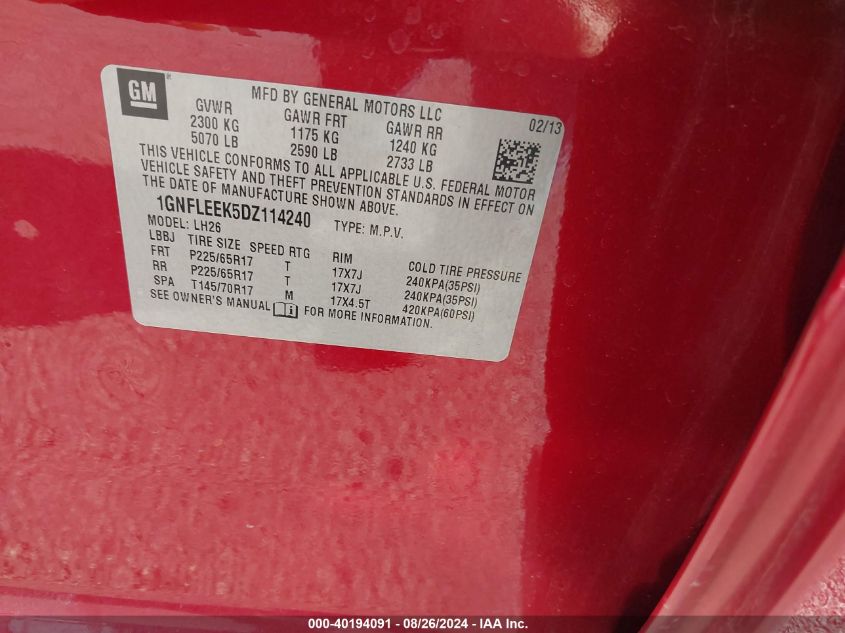 GM
MFD BY GENERAL MOTORS LLC
02/13
GVWR GAWR FRT GAWR RR
2300 KG 1175 KG 1240 KG
5070 LB 2590 LB 2733 LB
THIS VEHICLE CONFORMS TO ALL APPLICABLE U.S. FEDERAL MOTOR
VEHICLE SAFETY AND THEFT PREVENTION STANDARDS IN EFFECT ON
THE DATE OF MANUFACTURE SHOWN ABOVE.
1GNFLEEK5DZ114240 TYPE: M.P.V.
MODEL: LH26
LBBJ TIRE SIZE SPEED RTG RIM COLD TIRE PRESSURE
FRT P225/65R17 T 17X7J 240KPA(35PSI)
RR P225/65R17 T 17X7J 240KPA(35PSI)
SPA T145/70R17 M 17X4.5T 420KPA(60PSI)
SEE OWNER'S MANUAL FOR MORE INFORMATION.
000-40194091 - 08/26/2024 - IAA Inc.